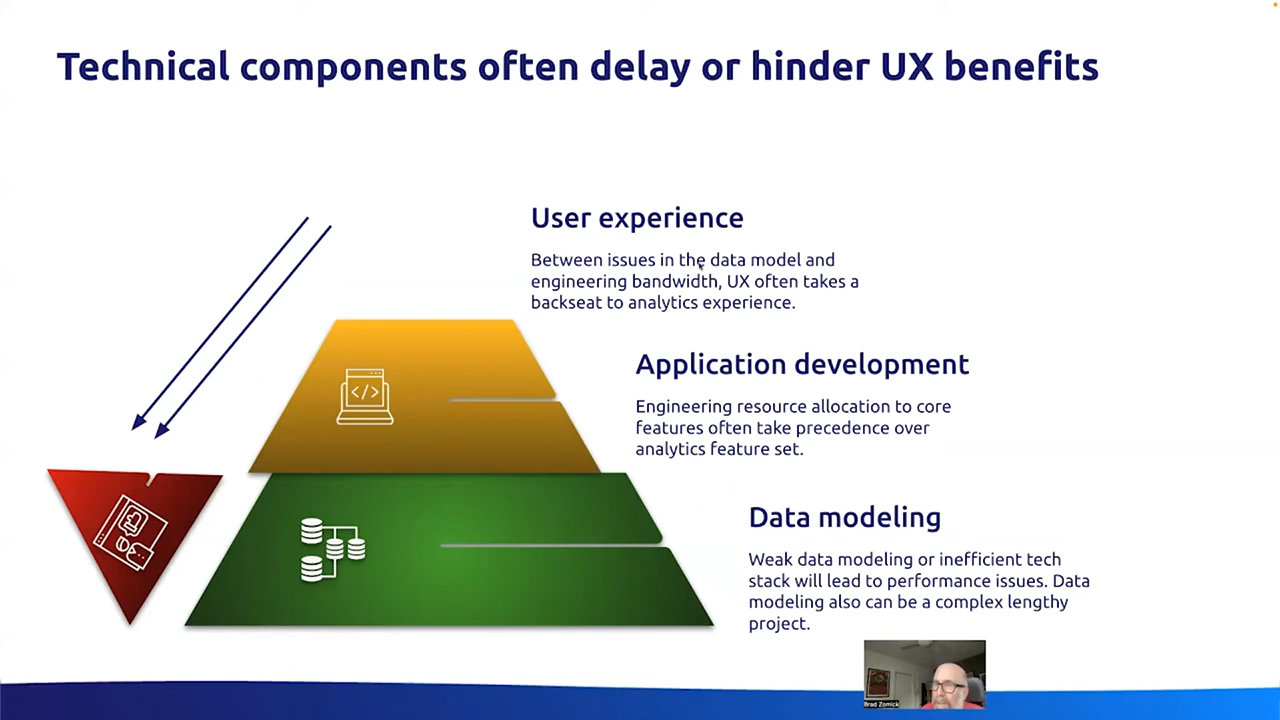 Technical components often delay or hinder UX benefits
User experience
Between issues in the data model and
engineering bandwidth, UX often takes a
backseat to analytics experience.
Application development
Engineering resource allocation to core
features often take precedence over
analytics feature set.
Data modeling
Weak data modeling or inefficient tech
stack will lead to performance issues. Data
modeling also can be a complex lengthy
project.
Brad Zomick